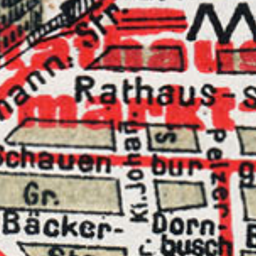 hann. Str.
Rathaus-s
markt
Schauen bur g
Kl. Johan s
Pelzer
Gr.
Bäcker-
Dorn
busch